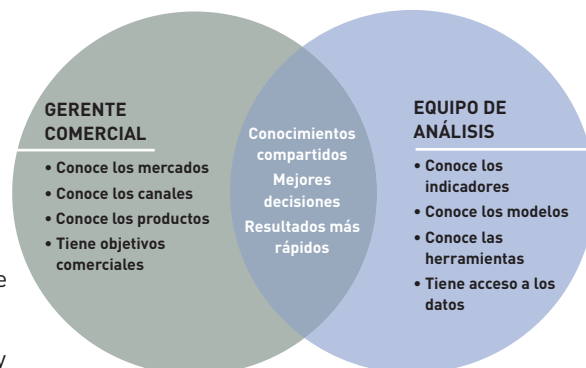 GERENTE
COMERCIAL
• Conoce los mercados
• Conoce los canales
• Conoce los productos
• Tiene objetivos
comerciales
Conocimientos
compartidos
Mejores
decisiones
Resultados más
rápidos
EQUIPO DE
ANÁLISIS
• Conoce los
indicadores
• Conoce los modelos
• Conoce las
herramientas
• Tiene acceso a los
datos
e
y